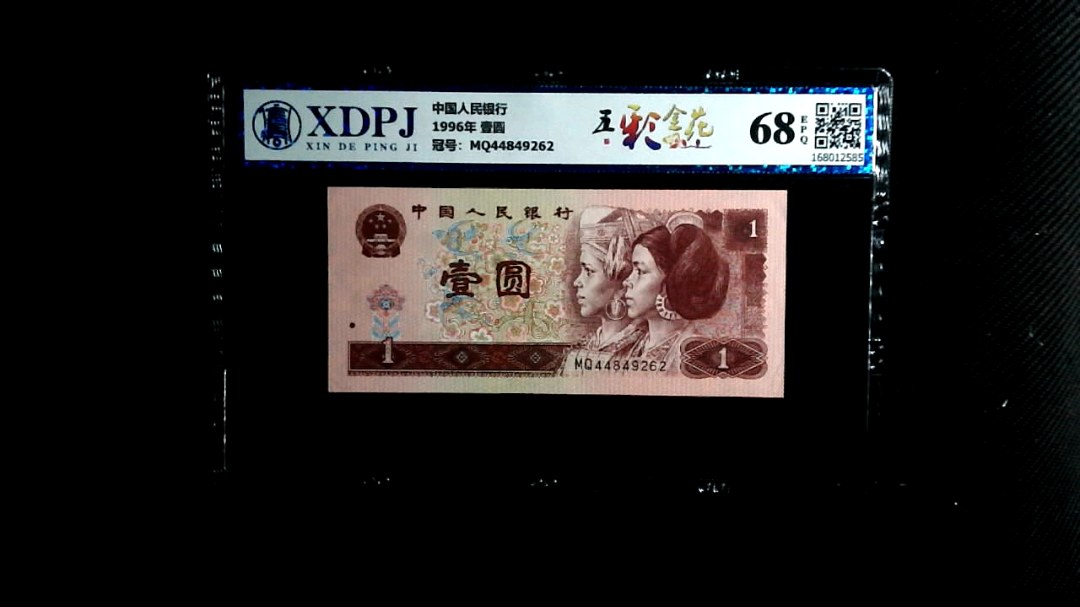 XDPJ
XIN DE PING JI
中国人民银行
1996年 壹圆
冠号：MQ44849262
五彩金花
68
EPQ
168012585
中国人民银行
1
壹圆
1
MQ44849262
1